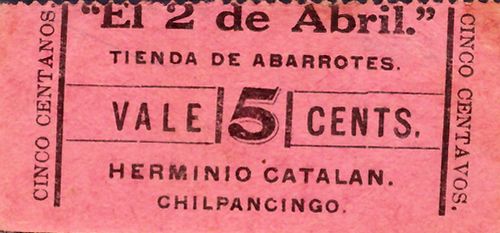 "El 2 de Abril."
TIENDA DE ABARROTES.
VALE 5 CENTS.
HERMINIO CATALAN.
CHILPANCINGO.
CINCO CENTANOS.
CINCO CENTAVOS.